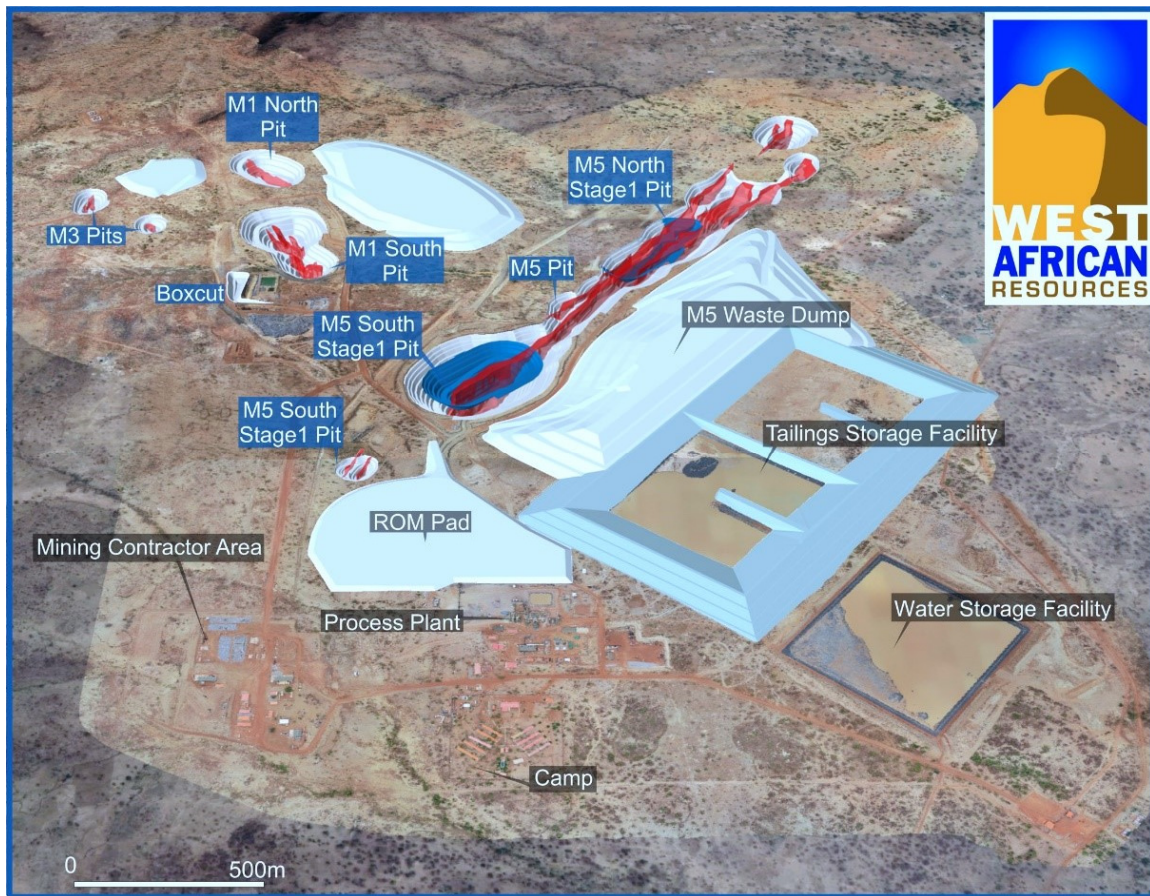 WEST
AFRICAN
RESOURCES
M1 North
Pit
M5 North
Stage1 Pit
M3 Pits
M1 South
Pit
M5 Pit
Boxcut
M5 South
Stage1 Pit
M5 Waste Dump
M5 South
Stage1 Pit
Tailings Storage Facility
ROM Pad
Mining Contractor Area
Water Storage Facility
Process Plant
Camp
0
500m